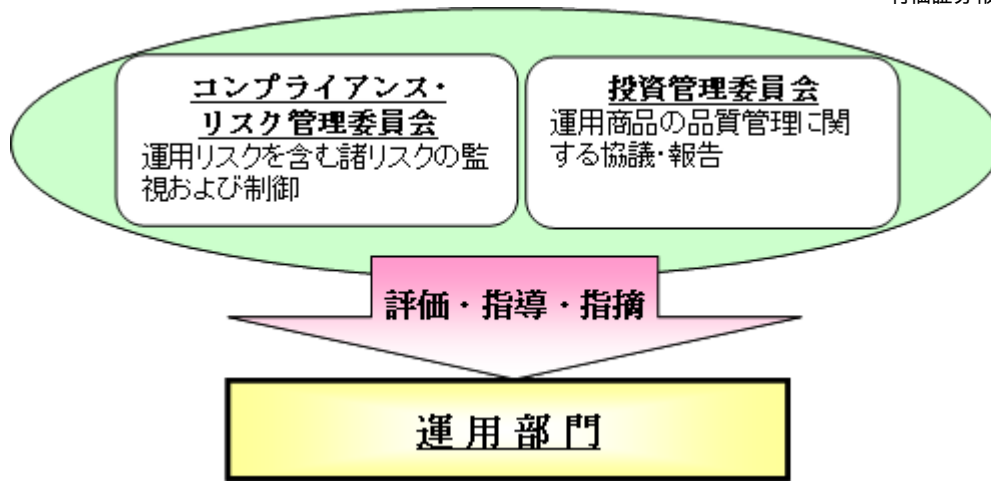 コンプライアンス・
リスク管理委員会
運用リスクを含む諸リスクの監
視および制御
投資管理委員会
運用商品の品質管理に関
する協議・報告
評価・指導・指摘
運用部門